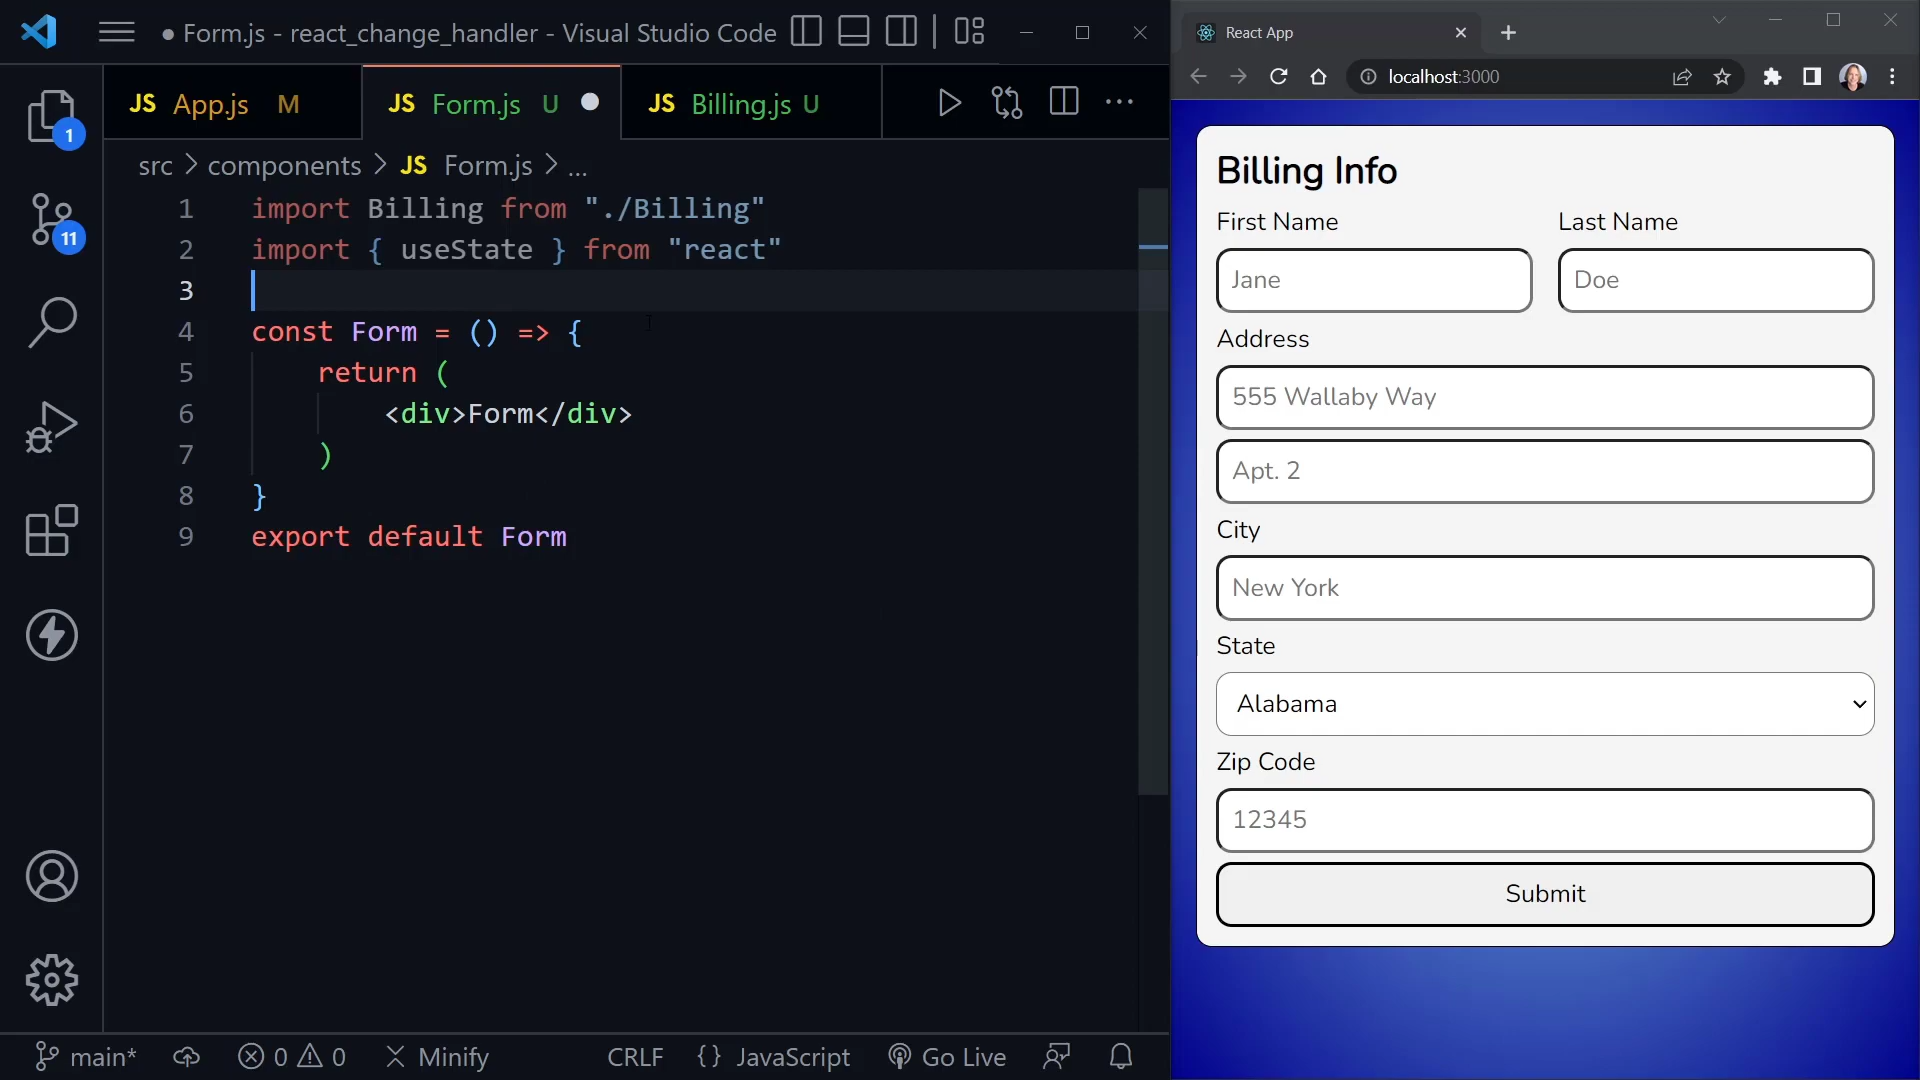 ● Form.js - react_change_handler - Visual Studio Code
JS App.js M
JS Form.js U ●
JS Billing.js U
src > components > JS Form.js > ...
1 import Billing from "./Billing"
2 import { useState } from "react"
3
4 const Form = () => {
5 return (
6 <div>Form</div>
7 )
8 }
9 export default Form
1
11
main*
0 0
Minify
CRLF
{} JavaScript
Go Live
React App
localhost:3000
Billing Info
First Name Last Name
Jane Doe
Address
555 Wallaby Way
Apt. 2
City
New York
State
Alabama
Zip Code
12345
Submit